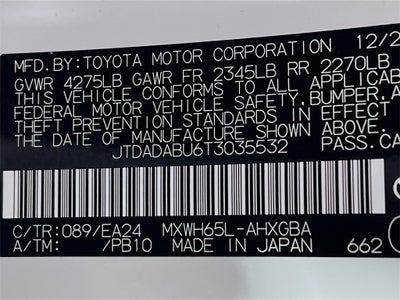 MFD. BY: TOYOTA MOTOR CORPORATION 12/2
GVWR 4275LB GAWR FR 2345LB RR 2270LB
THIS VEHICLE CONFORMS TO ALL APPLICAB
FEDERAL MOTOR VEHICLE SAFETY, BUMPER,
THEFT PREVENTION STANDARDS IN EFFECT
THE DATE OF MANUFACTURE SHOWN ABOVE.
JTDADABU6T3035532 PASS.CA
C/TR: 089/EA24 MXWH65L-AHXGBA
A/TM: /PB10 MADE IN JAPAN 662